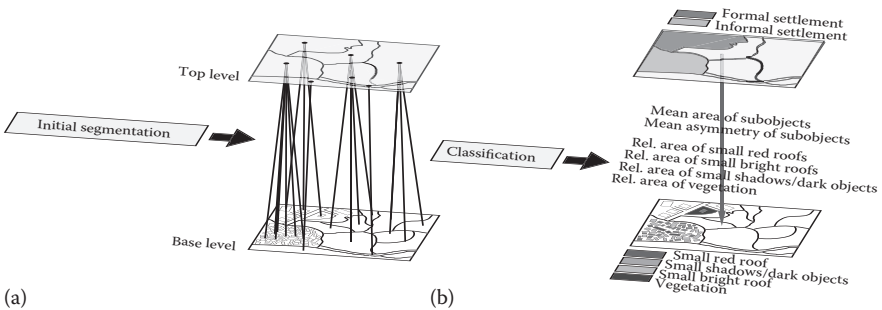 Top level
Initial segmentation
Base level
(a)
Formal settlement
Informal settlement
Mean area of subobjects
Mean asymmetry of subobjects
Classification
Rel. area of small red roofs
Rel. area of small bright roofs
Rel. area of small shadows/dark objects
Rel. area of vegetation
Small red roof
Small shadows/dark objects
Small bright roof
Vegetation
(b)